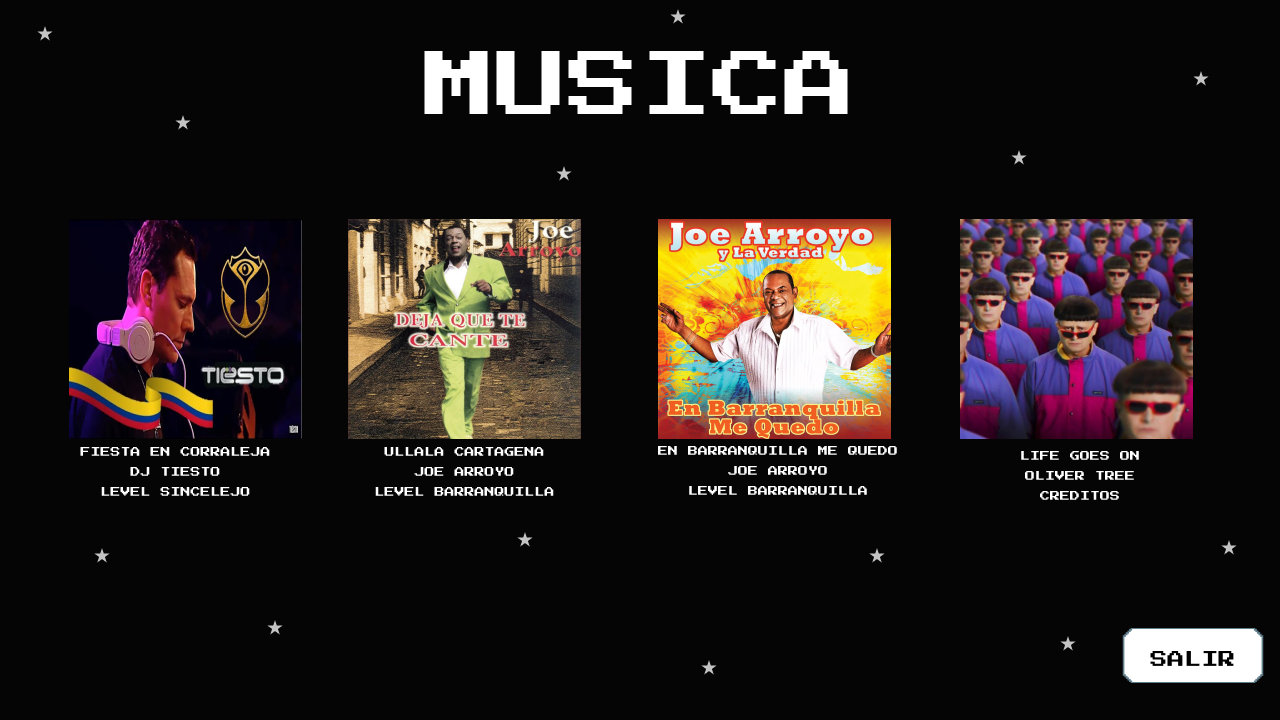 MUSICA
TIËSTO
FIESTA EN CORRALEJA
DJ TIESTO
LEVEL SINCELEJO
Joe
Arroyo
DEJA QUE TE
CANTE
ULLALA CARTAGENA
JOE ARROYO
LEVEL BARRANQUILLA
Joe Arroyo
y La Verdad
En Barranquilla
Me Quedo
EN BARRANQUILLA ME QUEDO
JOE ARROYO
LEVEL BARRANQUILLA
LIFE GOES ON
OLIVER TREE
CREDITOS
SALIR